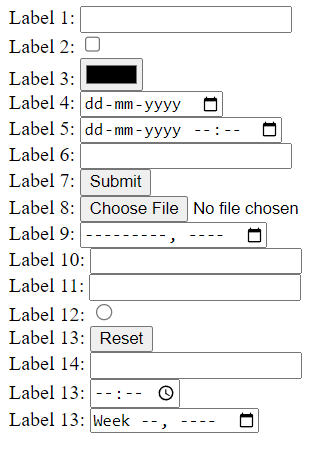 Label 1:
Label 2:
Label 3:
Label 4: dd-mm-yyyy
Label 5: dd-mm-yyyy --:--
Label 6:
Label 7: Submit
Label 8: Choose File No file chosen
Label 9: ---------, ----
Label 10:
Label 11:
Label 12:
Label 13: Reset
Label 14:
Label 13: --:--
Label 13: Week --, ----